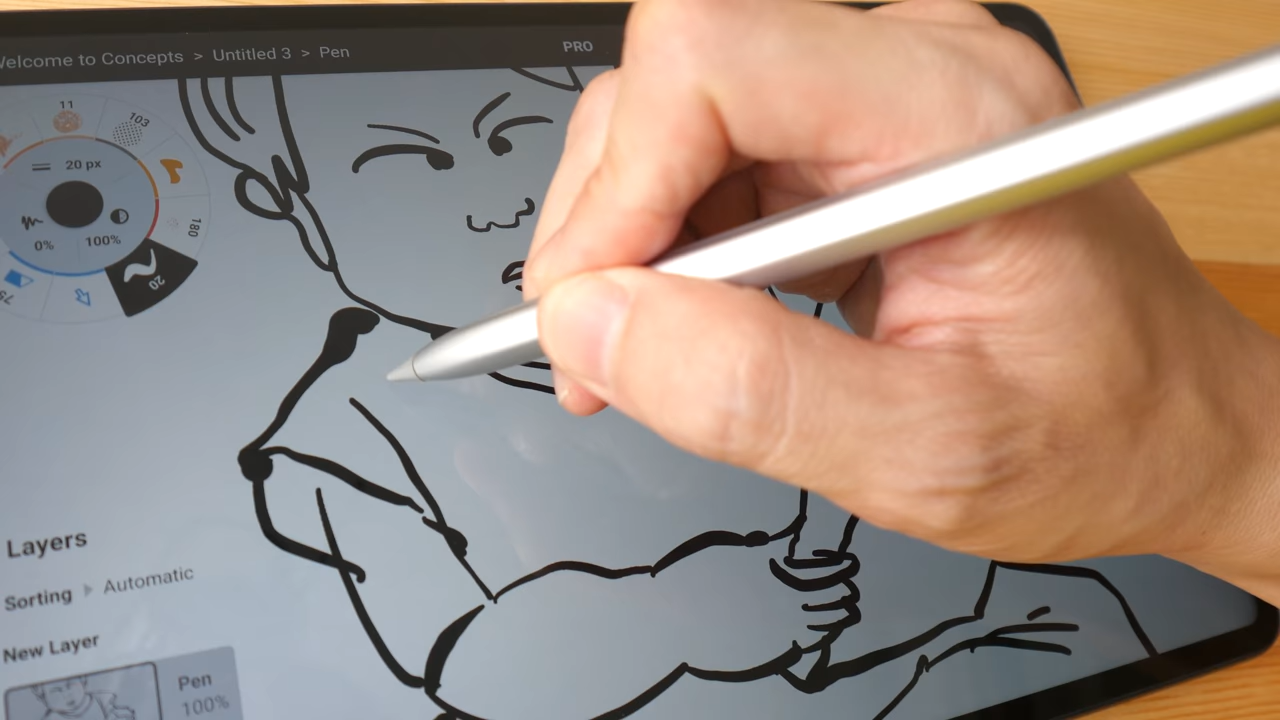 Welcome to Concepts > Untitled 3 > Pen
PRO
11
103
20 px
180
0%
100%
20
Layers
Sorting ▸ Automatic
New Layer
Pen
100%